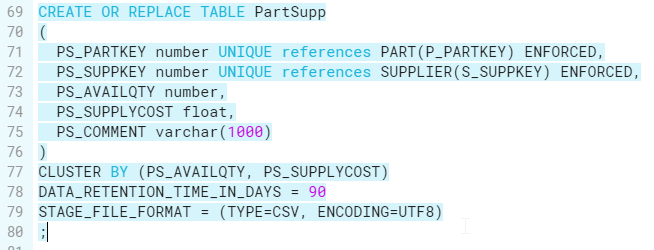 69 CREATE OR REPLACE TABLE PartSupp
70 (
71 PS_PARTKEY number UNIQUE references PART(P_PARTKEY) ENFORCED,
72 PS_SUPPKEY number UNIQUE references SUPPLIER(S_SUPPKEY) ENFORCED,
73 PS_AVAILQTY number,
74 PS_SUPPLYCOST float,
75 PS_COMMENT varchar(1000)
76 )
77 CLUSTER BY (PS_AVAILQTY, PS_SUPPLYCOST)
78 DATA_RETENTION_TIME_IN_DAYS = 90
79 STAGE_FILE_FORMAT = (TYPE=CSV, ENCODING=UTF8)
80 ;